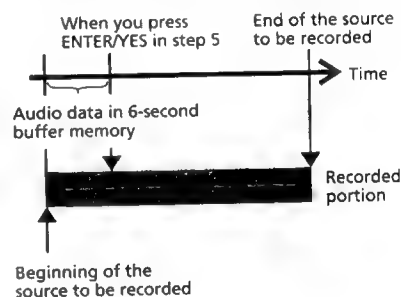 When you press
ENTER/YES in step 5
End of the source
to be recorded
Time
Audio data in 6-second
buffer memory
Recorded
portion
Beginning of the
source to be recorded